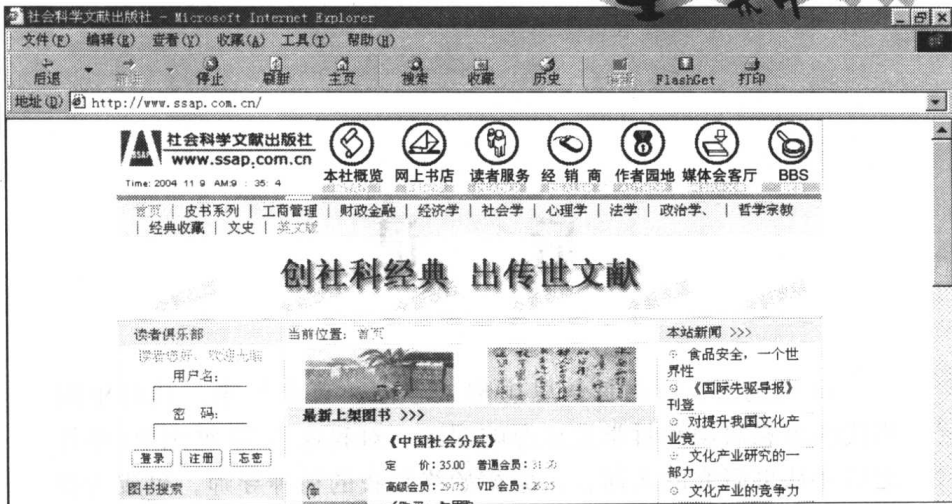 社会科学文献出版社 - Microsoft Internet Explorer
文件(F) 编辑(E) 查看(V) 收藏(A) 工具(T) 帮助(H)
后退 停止 刷新 主页 搜索 收藏 历史 FlashGet 打印
地址(D) http://www.ssap.com.cn/
SSAP 社会科学文献出版社
www.ssap.com.cn
Time: 2004 11 9 AM:9 : 35: 4
本社概览 网上书店 读者服务 经 销 商 作者园地 媒体会客厅 BBS
首页 | 皮书系列 | 工商管理 | 财政金融 | 经济学 | 社会学 | 心理学 | 法学 | 政治学、 | 哲学宗教
| 经典收藏 | 文史 | 英文版
创社科经典 出传世文献
读者俱乐部
用户名:
密 码:
登录 注册 忘密
图书搜索
当前位置: 首页
最新上架图书 >>>
《中国社会分层》
定 价:35.00 普通会员:
高级会员:29.75 VIP会员:
本站新闻 >>>
食品安全，一个世
界性
《国际先驱导报》
刊登
对提升我国文化产
业竞
文化产业研究的一
部力
文化产业的竞争力